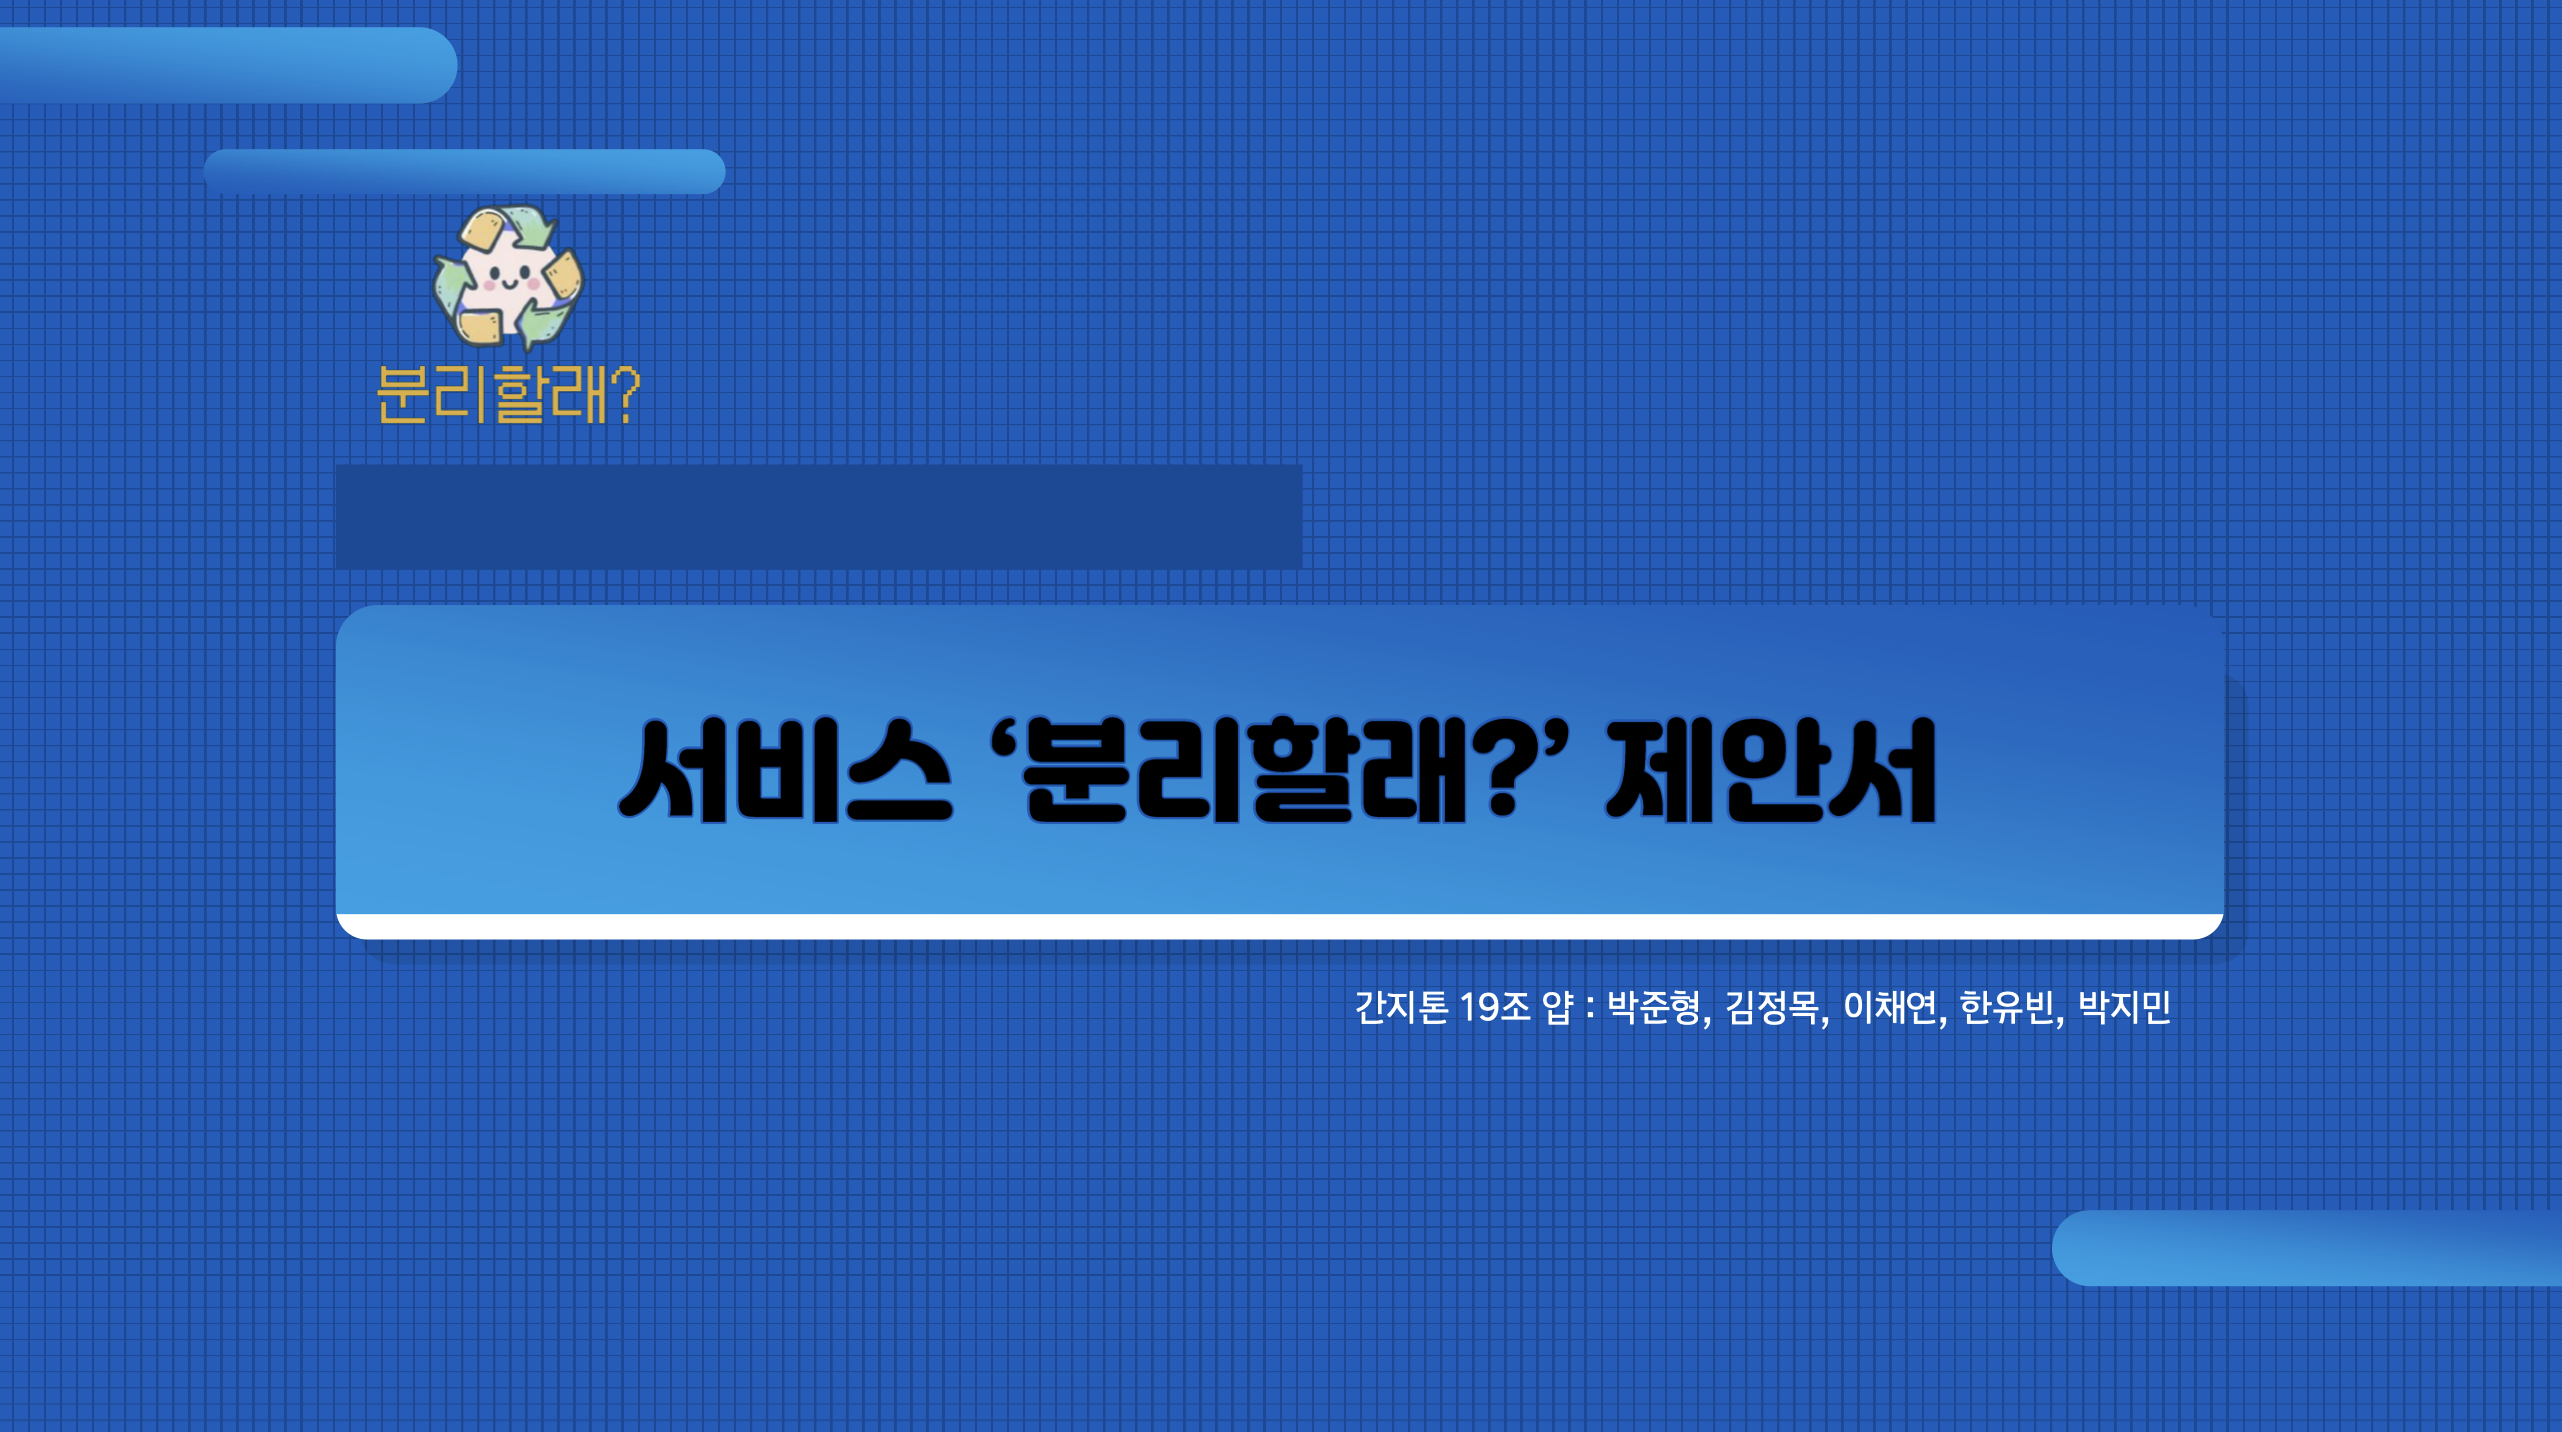 분리할래?
서비스 ‘분리할래?’ 제안서
간지톤 19조 얍 : 박준형, 김정목, 이채연, 한유빈, 박지민